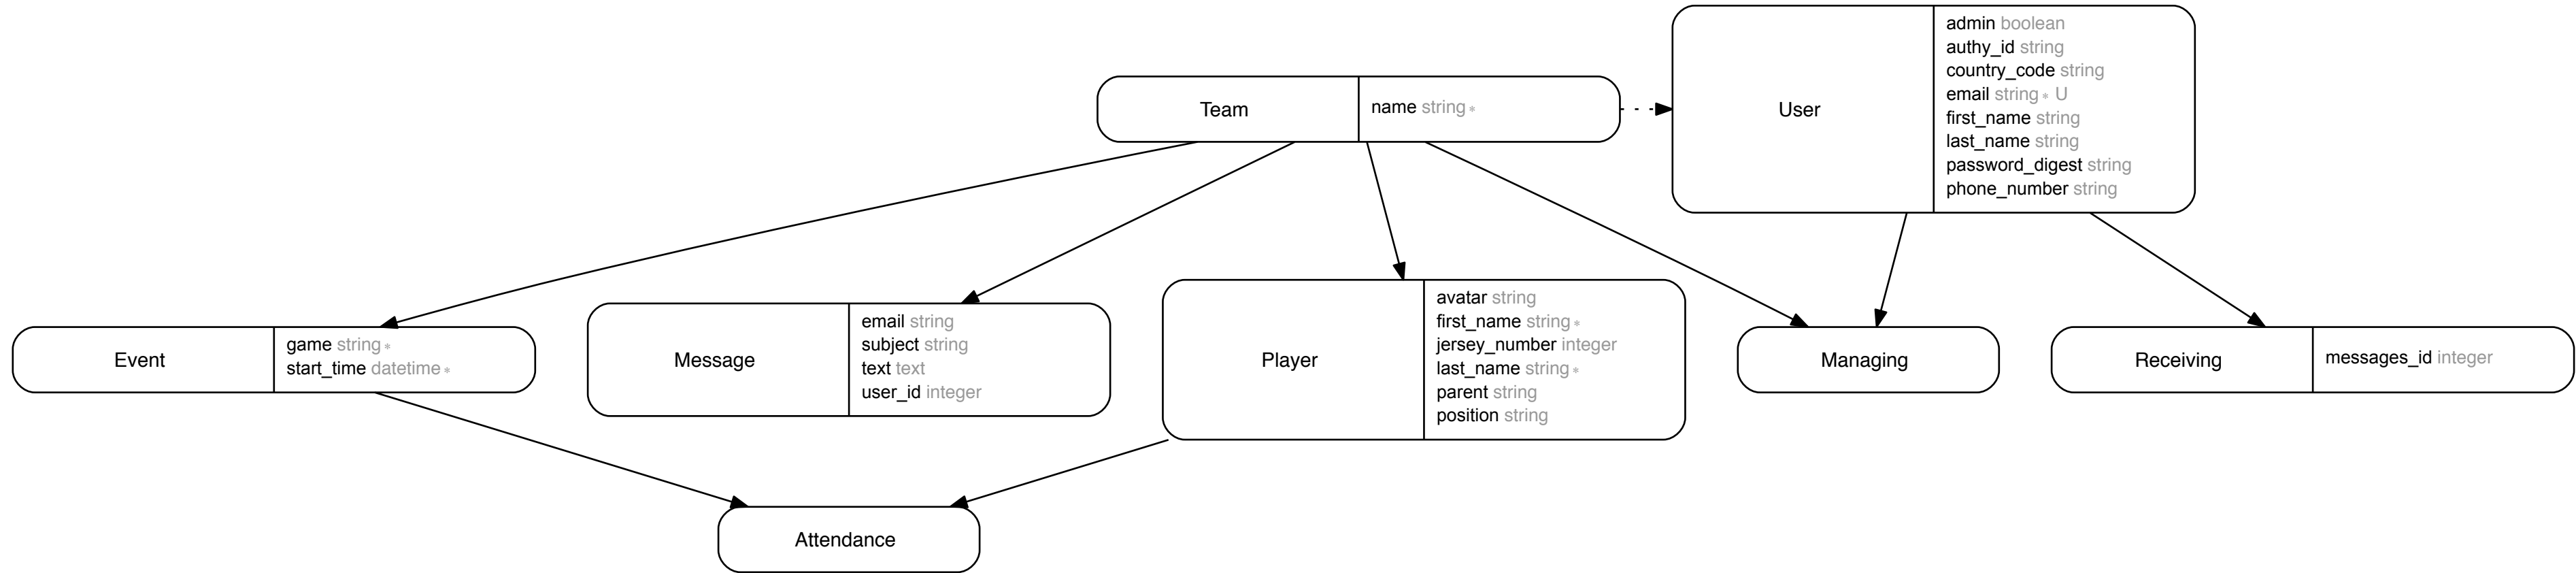 Team
name string *
User
admin boolean
authy_id string
country_code string
email string * U
first_name string
last_name string
password_digest string
phone_number string
Event
game string *
start_time datetime *
Message
email string
subject string
text text
user_id integer
Player
avatar string
first_name string *
jersey_number integer
last_name string *
parent string
position string
Managing
Receiving
messages_id integer
Attendance